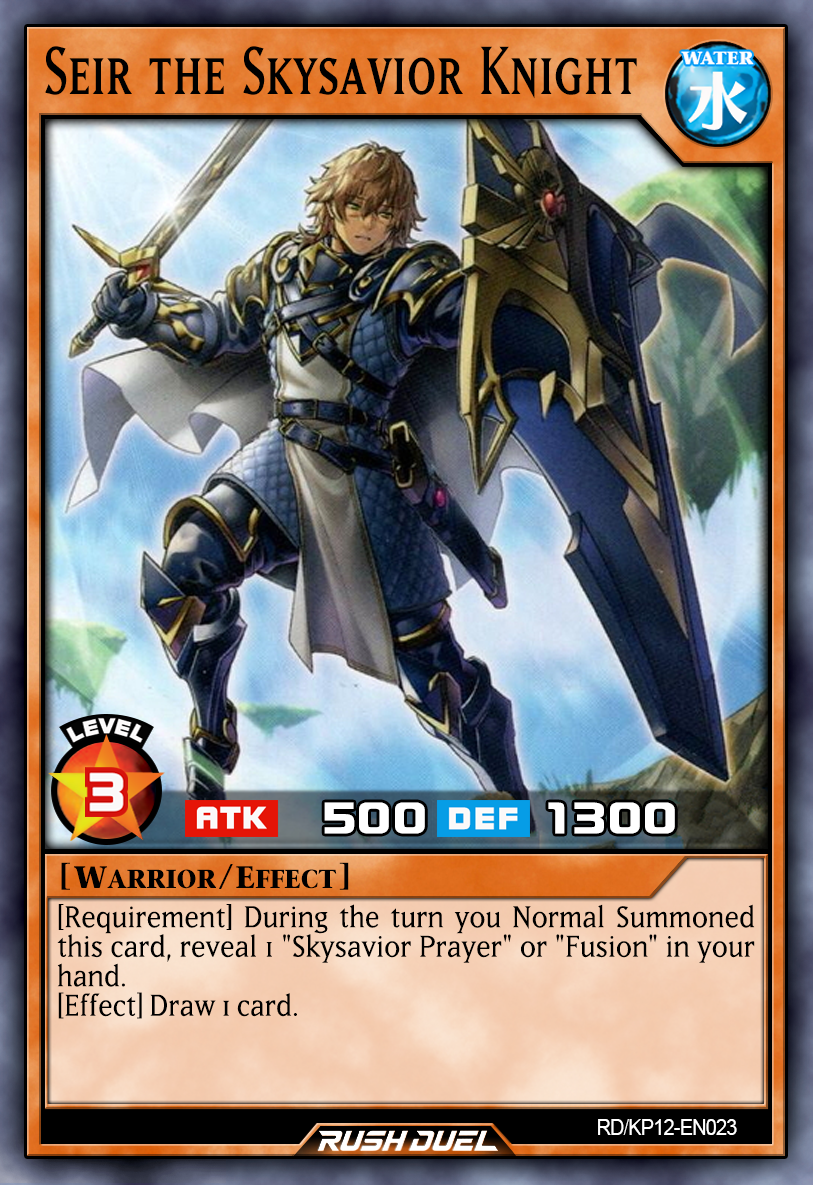 Seir the Skysavior Knight
WATER
水
LEVEL
3
ATK 500 DEF 1300
[Warrior/Effect]
[Requirement] During the turn you Normal Summoned
this card, reveal 1 "Skysavior Prayer" or "Fusion" in your
hand.
[Effect] Draw 1 card.
RUSH DUEL
RD/KP12-EN023